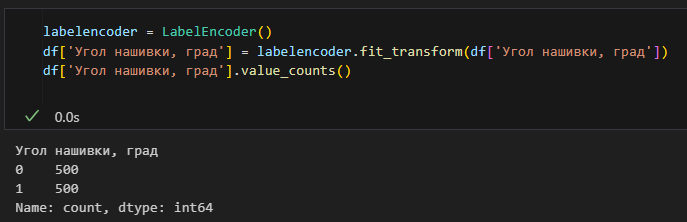 labelencoder = LabelEncoder()
df['Угол нашивки, град'] = labelencoder.fit_transform(df['Угол нашивки, град'])
df['Угол нашивки, град'].value_counts()
0.0s
Угол нашивки, град
0    500
1    500
Name: count, dtype: int64